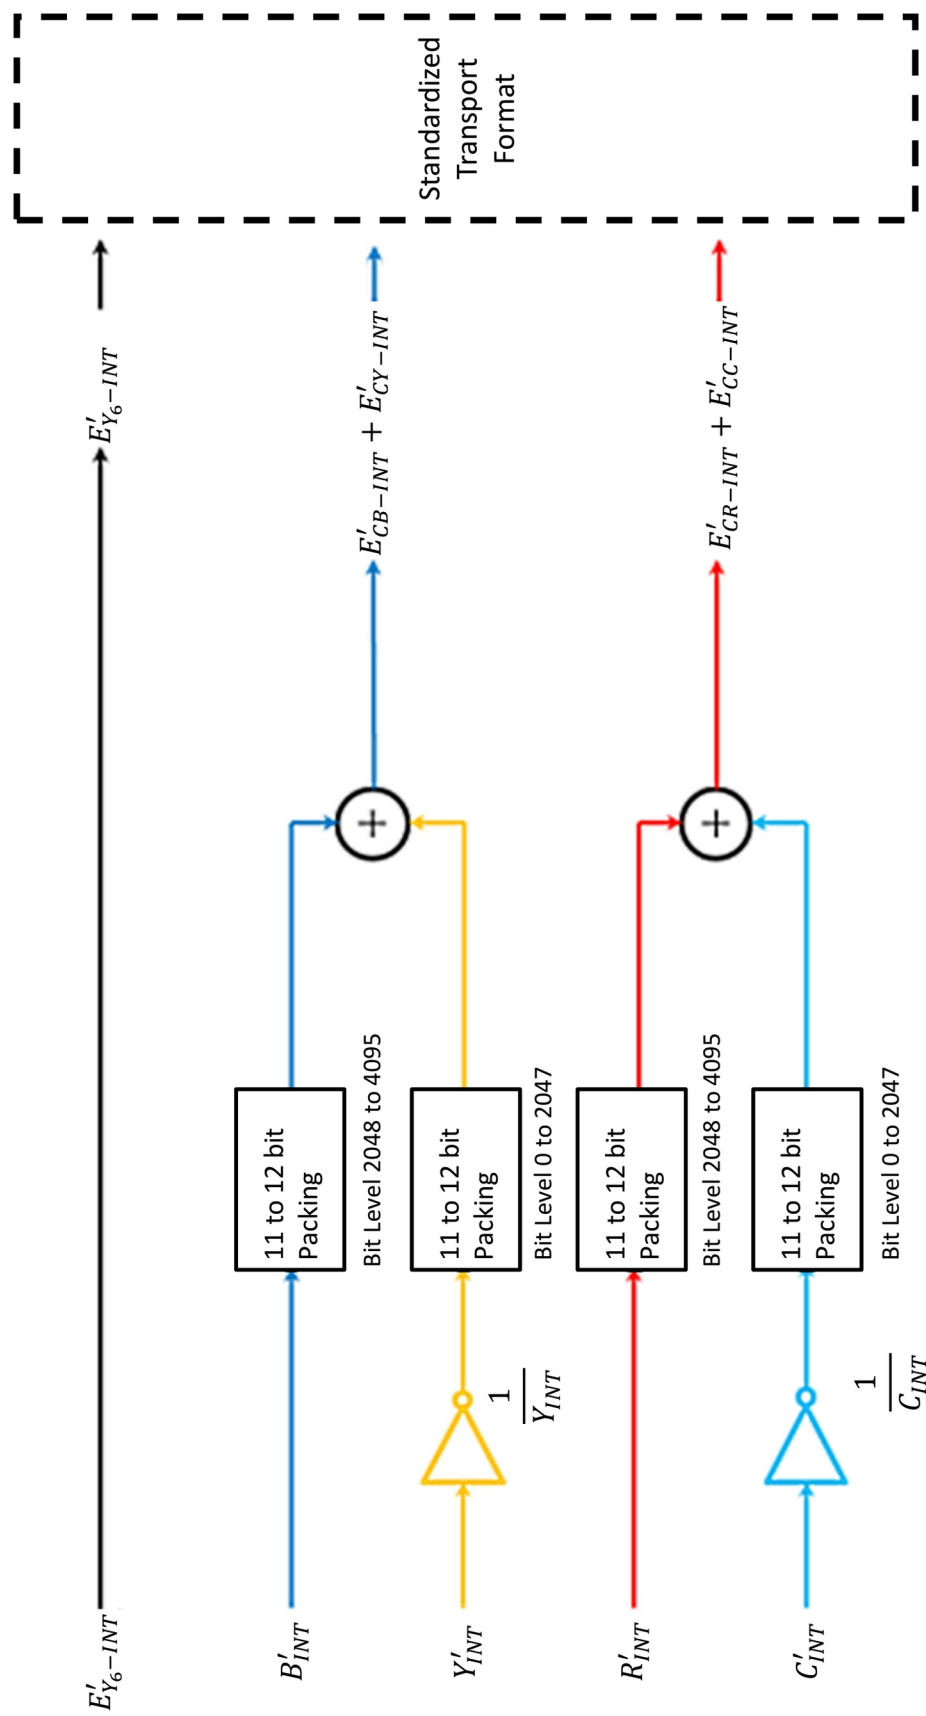 E′_{Y₆−INT}
E′_{Y₆−INT}
B′_{INT}
11 to 12 bit
Packing
Bit Level 2048 to 4095
E′_{CB−INT} + E′_{CY−INT}
Y′_{INT}
1
Y_{INT}
11 to 12 bit
Packing
Bit Level 0 to 2047
R′_{INT}
11 to 12 bit
Packing
Bit Level 2048 to 4095
E′_{CR−INT} + E′_{CC−INT}
C′_{INT}
1
C_{INT}
11 to 12 bit
Packing
Bit Level 0 to 2047
+
+
Standardized
Transport
Format